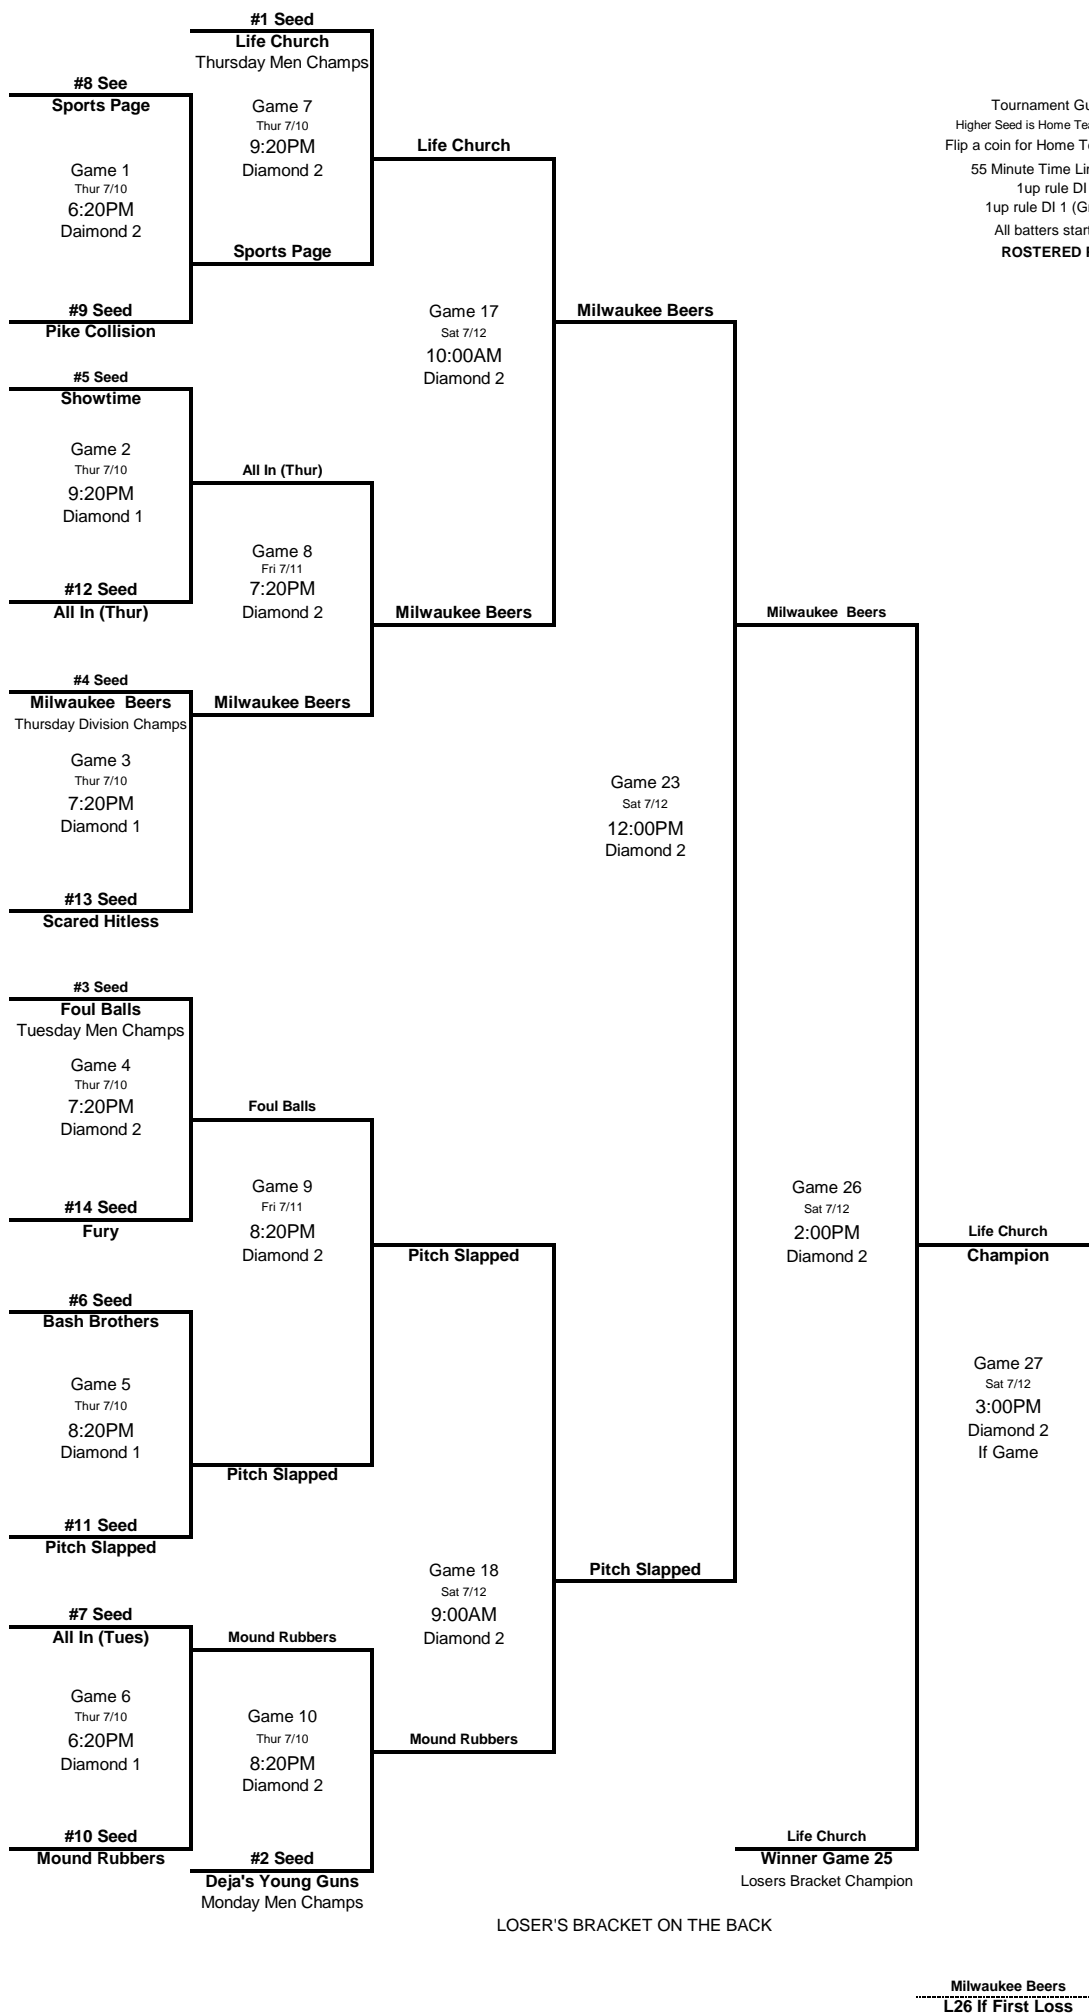 #1 Seed
Life Church
Thursday Men Champs
#8 See
Sports Page
Game 7
Thur 7/10
9:20PM
Diamond 2
Life Church
Game 1
Thur 7/10
6:20PM
Daimond 2
Sports Page
#9 Seed
Pike Collision
Tournament Gu
Higher Seed is Home Tea
Flip a coin for Home Te
55 Minute Time Lin
1up rule DI
1up rule DI 1 (Gr
All batters start
ROSTERED
Game 17
Sat 7/12
10:00AM
Diamond 2
Milwaukee Beers
#5 Seed
Showtime
Game 2
Thur 7/10
9:20PM
Diamond 1
All In (Thur)
#12 Seed
All In (Thur)
Game 8
Fri 7/11
7:20PM
Diamond 2
Milwaukee Beers
Milwaukee  Beers
#4 Seed
Milwaukee  Beers
Thursday Division Champs
Milwaukee Beers
Game 3
Thur 7/10
7:20PM
Diamond 1
Game 23
Sat 7/12
12:00PM
Diamond 2
#13 Seed
Scared Hitless
#3 Seed
Foul Balls
Tuesday Men Champs
Game 4
Thur 7/10
7:20PM
Diamond 2
Foul Balls
#14 Seed
Fury
Game 9
Fri 7/11
8:20PM
Diamond 2
Pitch Slapped
Game 26
Sat 7/12
2:00PM
Diamond 2
Life Church
Champion
#6 Seed
Bash Brothers
Game 5
Thur 7/10
8:20PM
Diamond 1
Game 27
Sat 7/12
3:00PM
Diamond 2
If Game
Pitch Slapped
#11 Seed
Pitch Slapped
Game 18
Sat 7/12
9:00AM
Diamond 2
Pitch Slapped
#7 Seed
All In (Tues)
Mound Rubbers
Game 6
Thur 7/10
6:20PM
Diamond 1
Game 10
Thur 7/10
8:20PM
Diamond 2
Mound Rubbers
#10 Seed
Mound Rubbers
#2 Seed
Deja's Young Guns
Monday Men Champs
Life Church
Winner Game 25
Losers Bracket Champion
LOSER'S BRACKET ON THE BACK
Milwaukee Beers
L26 If First Loss